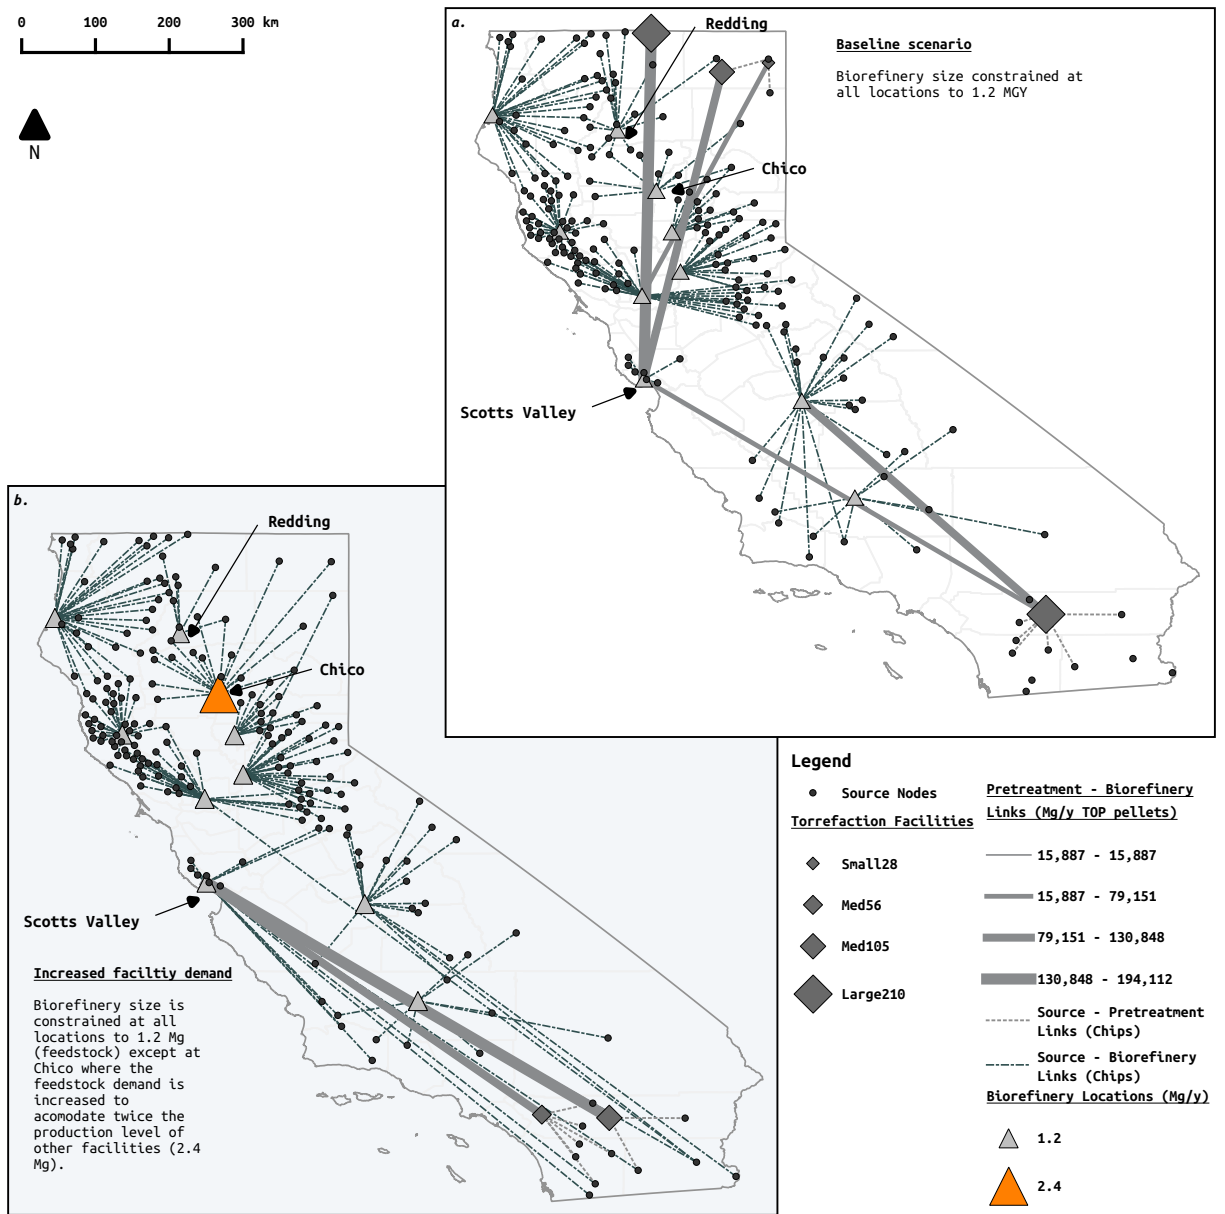 0 100 200 300 km
N
a.
Redding
Baseline scenario
Biorefinery size constrained at
all locations to 1.2 MGY
Chico
Scotts Valley
b.
Redding
Chico
Scotts Valley
Increased faciltiy demand
Biorefinery size is
constrained at all
locations to 1.2 Mg
(feedstock) except at
Chico where the
feedstock demand is
increased to
acomodate twice the
production level of
other facilities (2.4
Mg).
Legend
Source Nodes
Torrefaction Facilities
Small28
Med56
Med105
Large210
Pretreatment - Biorefinery
Links (Mg/y TOP pellets)
15,887 - 15,887
15,887 - 79,151
79,151 - 130,848
130,848 - 194,112
Source - Pretreatment
Links (Chips)
Source - Biorefinery
Links (Chips)
Biorefinery Locations (Mg/y)
1.2
2.4